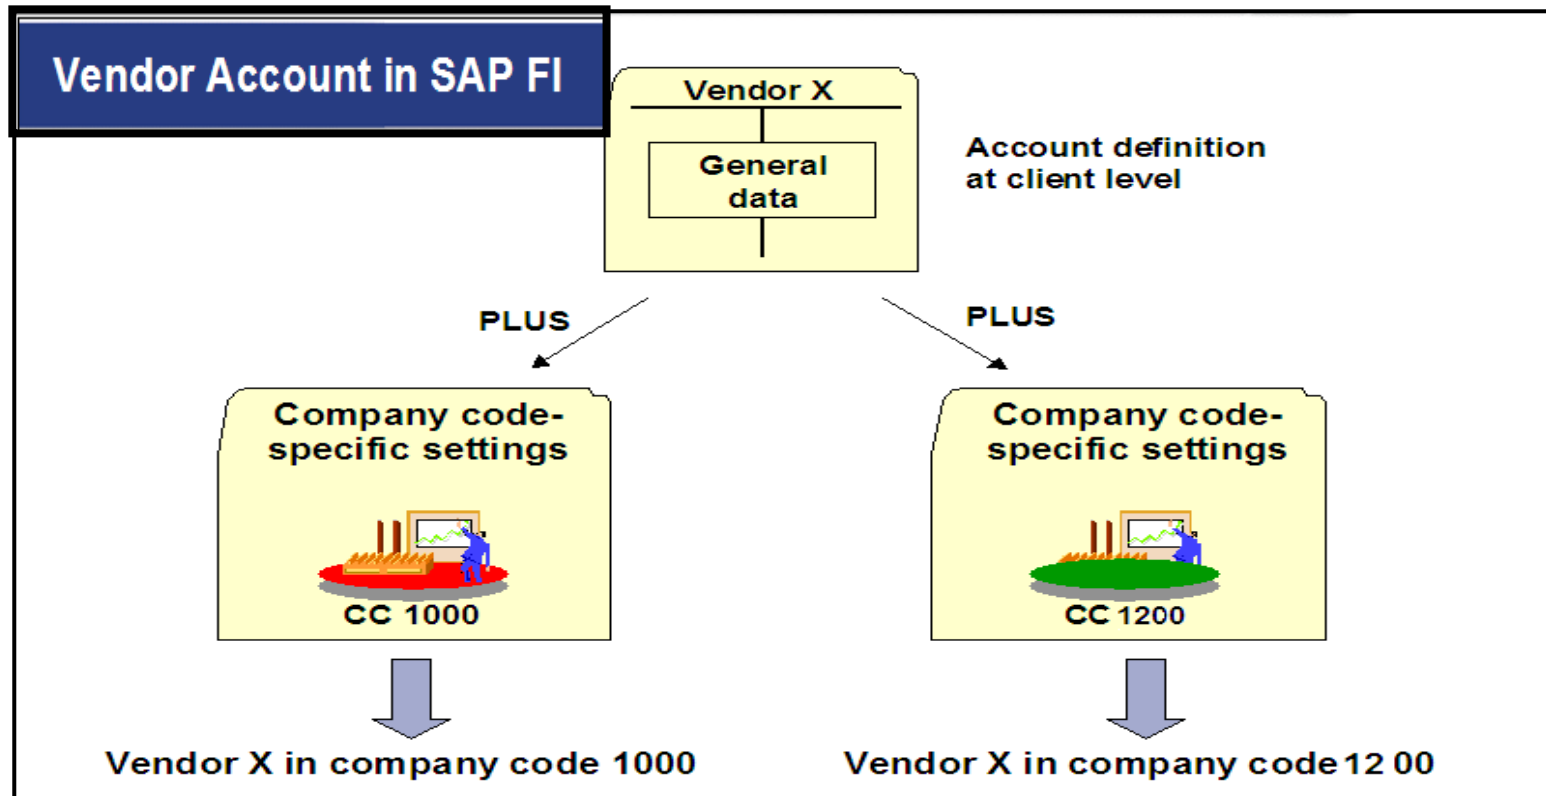 Vendor Account in SAP FI
Vendor X
General
data
Account definition
at client level
PLUS
PLUS
Company code-
specific settings
CC 1000
Company code-
specific settings
CC 1200
Vendor X in company code 1000
Vendor X in company code 12 00